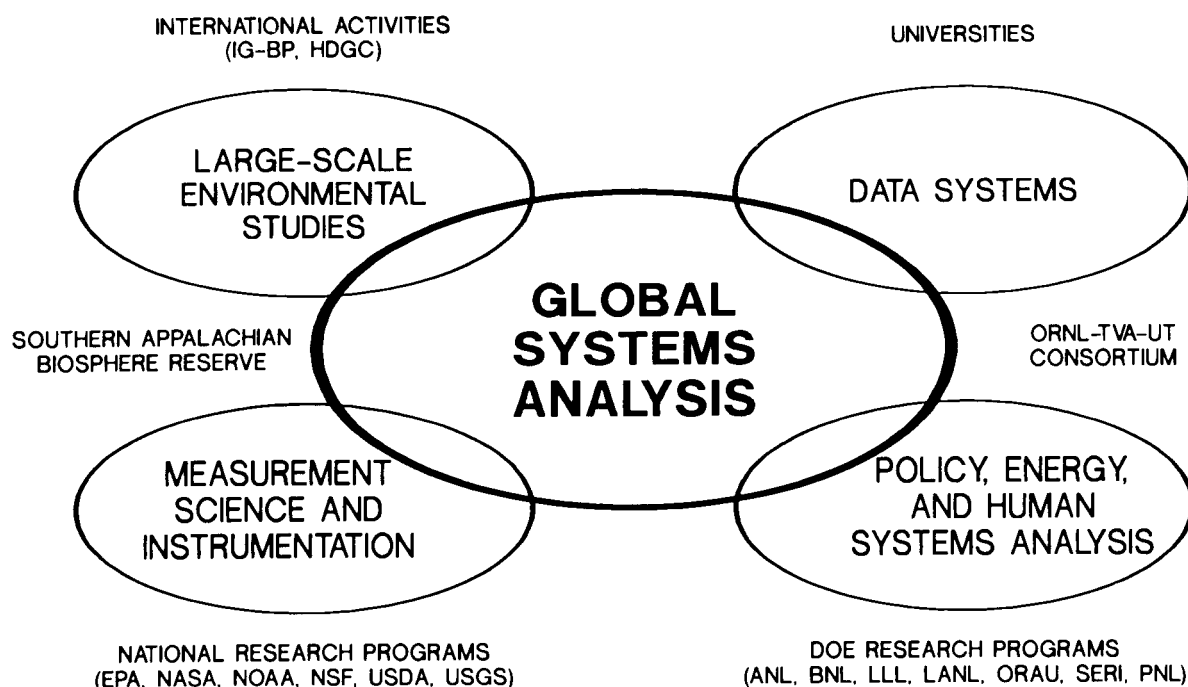 INTERNATIONAL ACTIVITIES
(IG-BP, HDGC)
UNIVERSITIES
LARGE-SCALE
ENVIRONMENTAL
STUDIES
DATA SYSTEMS
GLOBAL
SYSTEMS
ANALYSIS
SOUTHERN APPALACHIAN
BIOSPHERE RESERVE
ORNL-TVA-UT
CONSORTIUM
MEASUREMENT
SCIENCE AND
INSTRUMENTATION
POLICY, ENERGY,
AND HUMAN
SYSTEMS ANALYSIS
NATIONAL RESEARCH PROGRAMS
(EPA, NASA, NOAA, NSF, USDA, USGS)
DOE RESEARCH PROGRAMS
(ANL, BNL, LLL, LANL, ORAU, SERI, PNL)